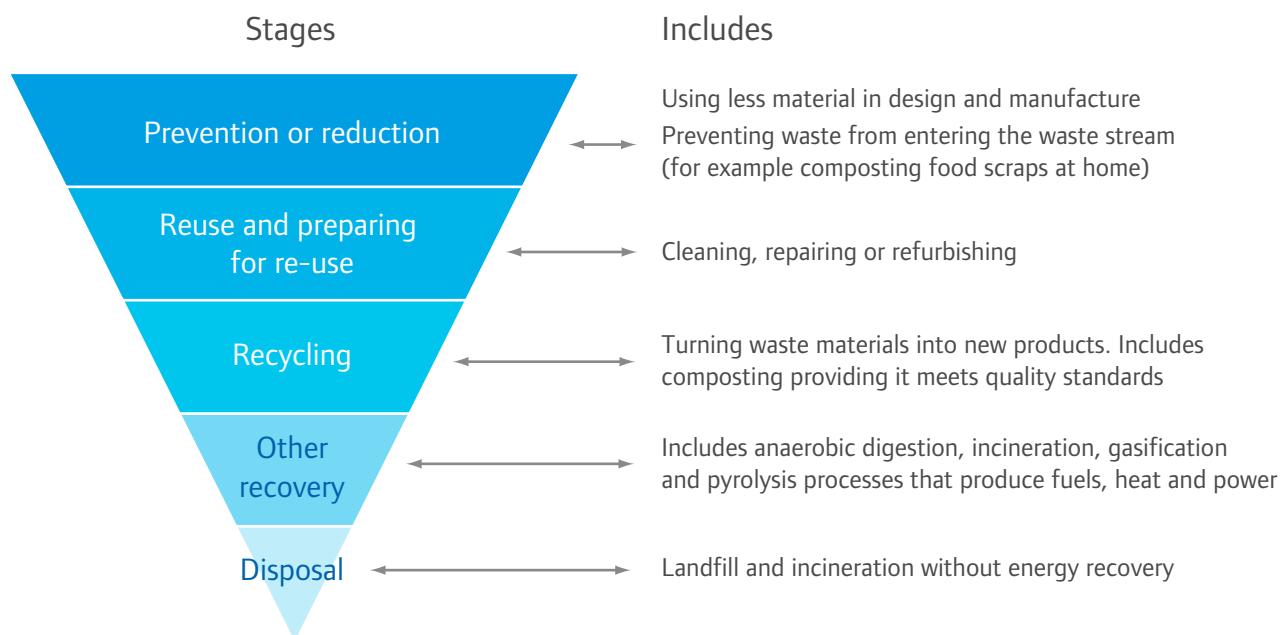 Stages
Includes
Prevention or reduction
Using less material in design and manufacture
Preventing waste from entering the waste stream
(for example composting food scraps at home)
Reuse and preparing
for re-use
Cleaning, repairing or refurbishing
Recycling
Turning waste materials into new products. Includes
composting providing it meets quality standards
Other
recovery
Includes anaerobic digestion, incineration, gasification
and pyrolysis processes that produce fuels, heat and power
Disposal
Landfill and incineration without energy recovery